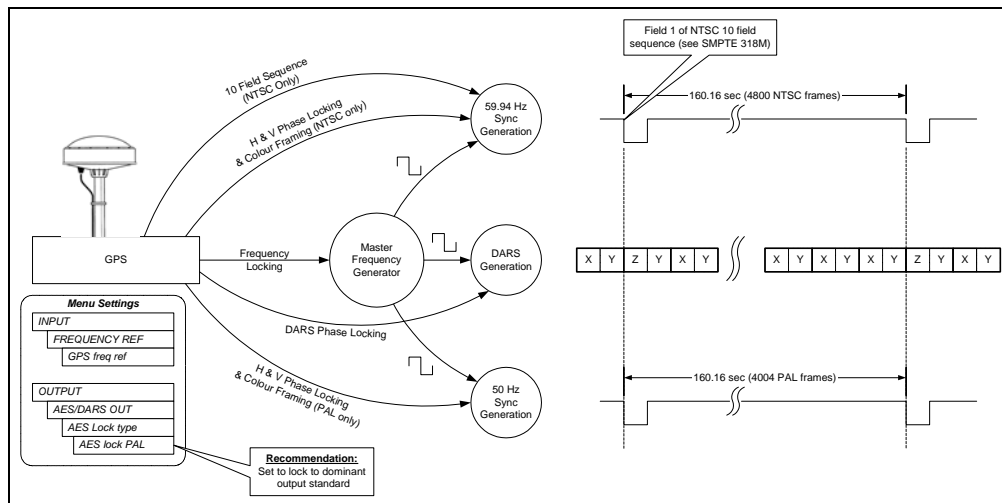 Field 1 of NTSC 10 field
sequence (see SMPTE 318M)
10 Field Sequence
(NTSC Only)
H & V Phase Locking
& Colour Framing (NTSC only)
59.94 Hz
Sync
Generation
160.16 sec (4800 NTSC frames)
GPS
Frequency
Locking
Master
Frequency
Generator
DARS
Generation
X Y Z Y X Y
X Y X Y X Y Z Y X Y
DARS Phase Locking
H & V Phase Locking
& Colour Framing (PAL only)
50 Hz
Sync
Generation
160.16 sec (4004 PAL frames)
Menu Settings
INPUT
FREQUENCY REF
GPS freq ref
OUTPUT
AES/DARS OUT
AES Lock type
AES lock PAL
Recommendation:
Set to lock to dominant
output standard